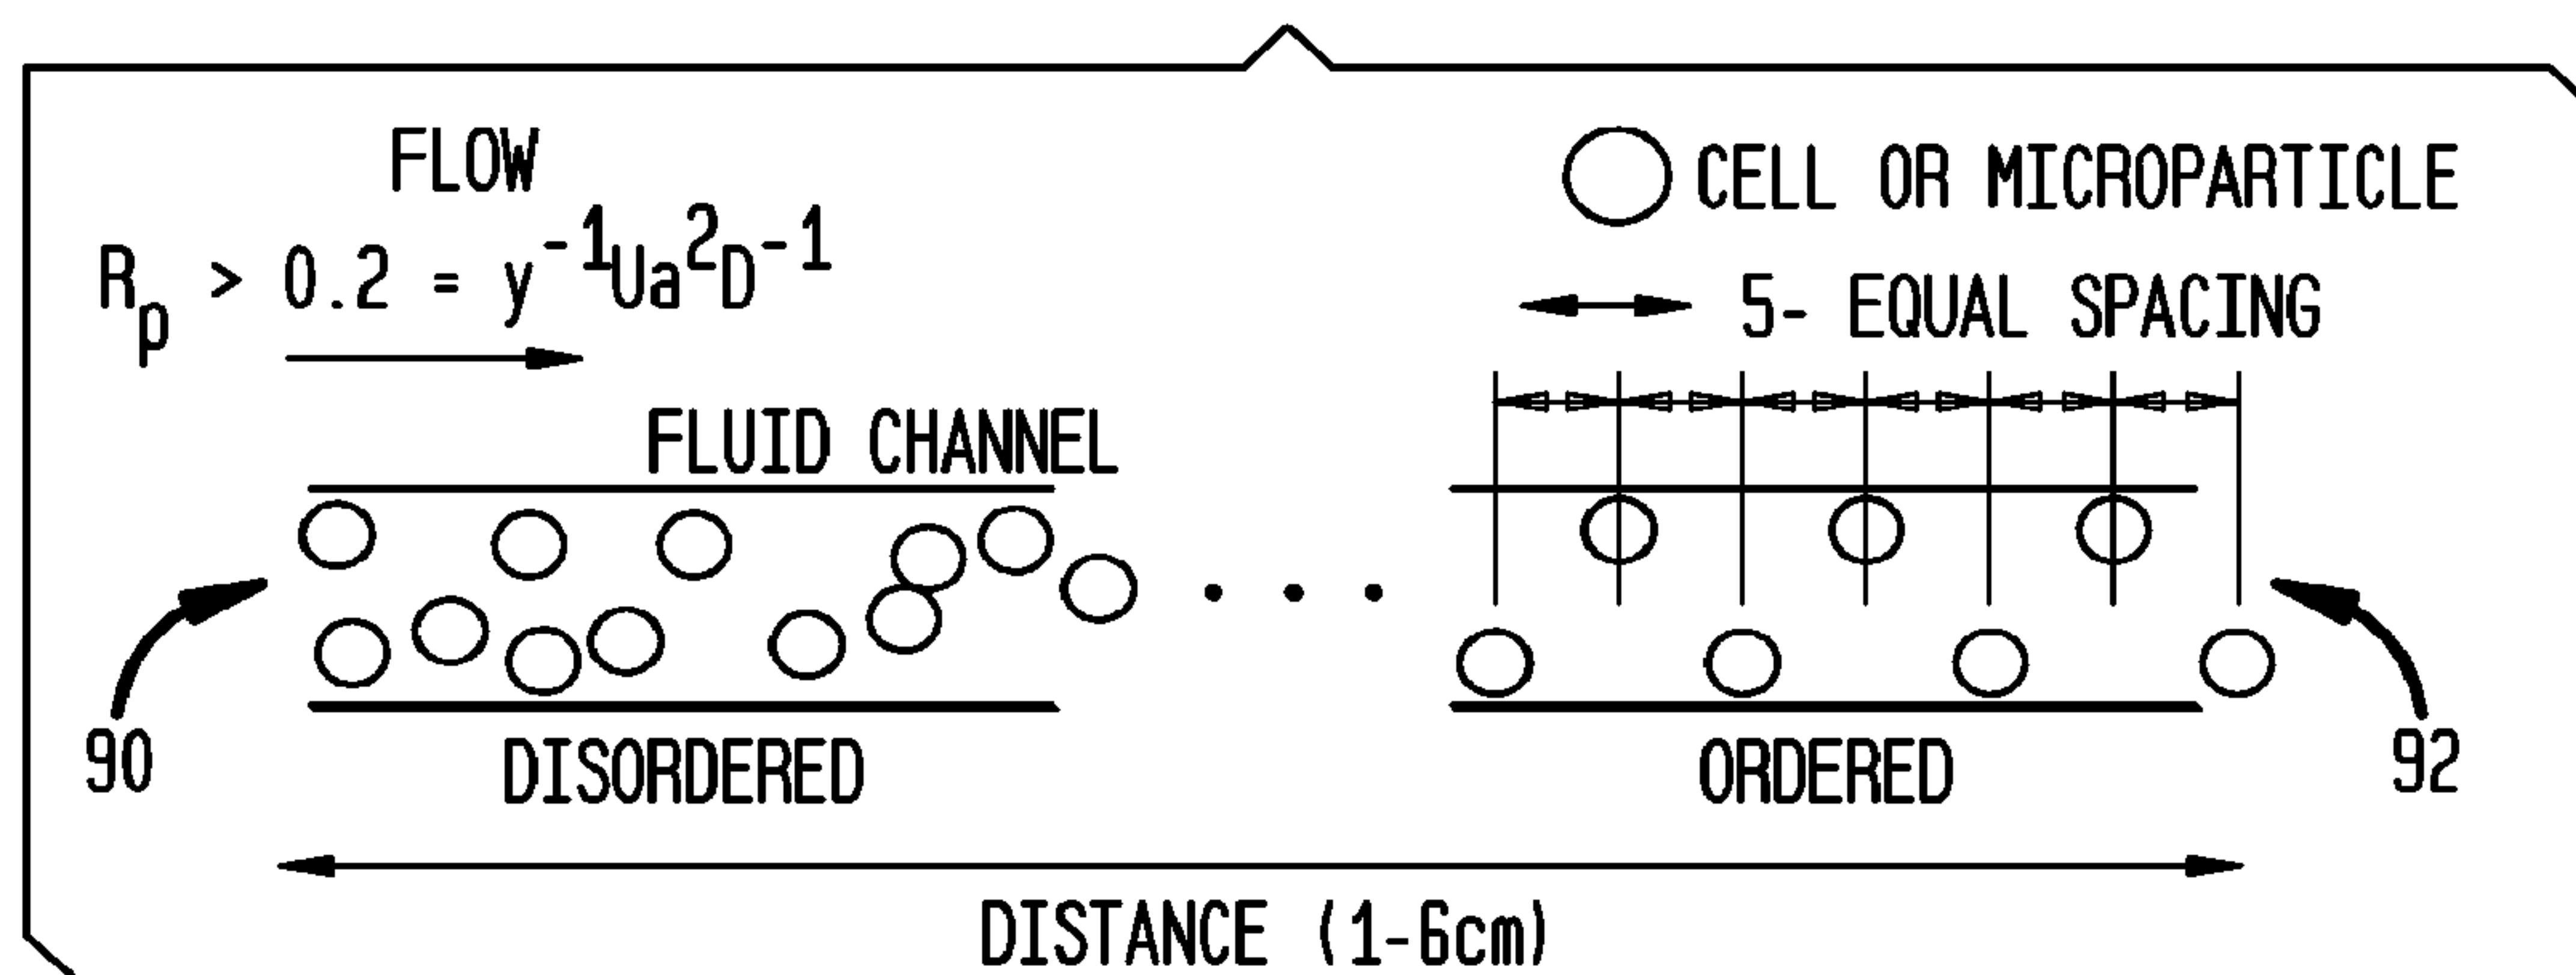 FLOW
Rₚ > 0.2 = y⁻¹Ua²D⁻¹
CELL OR MICROPARTICLE
5- EQUAL SPACING
FLUID CHANNEL
90
DISORDERED
ORDERED
92
DISTANCE (1-6cm)